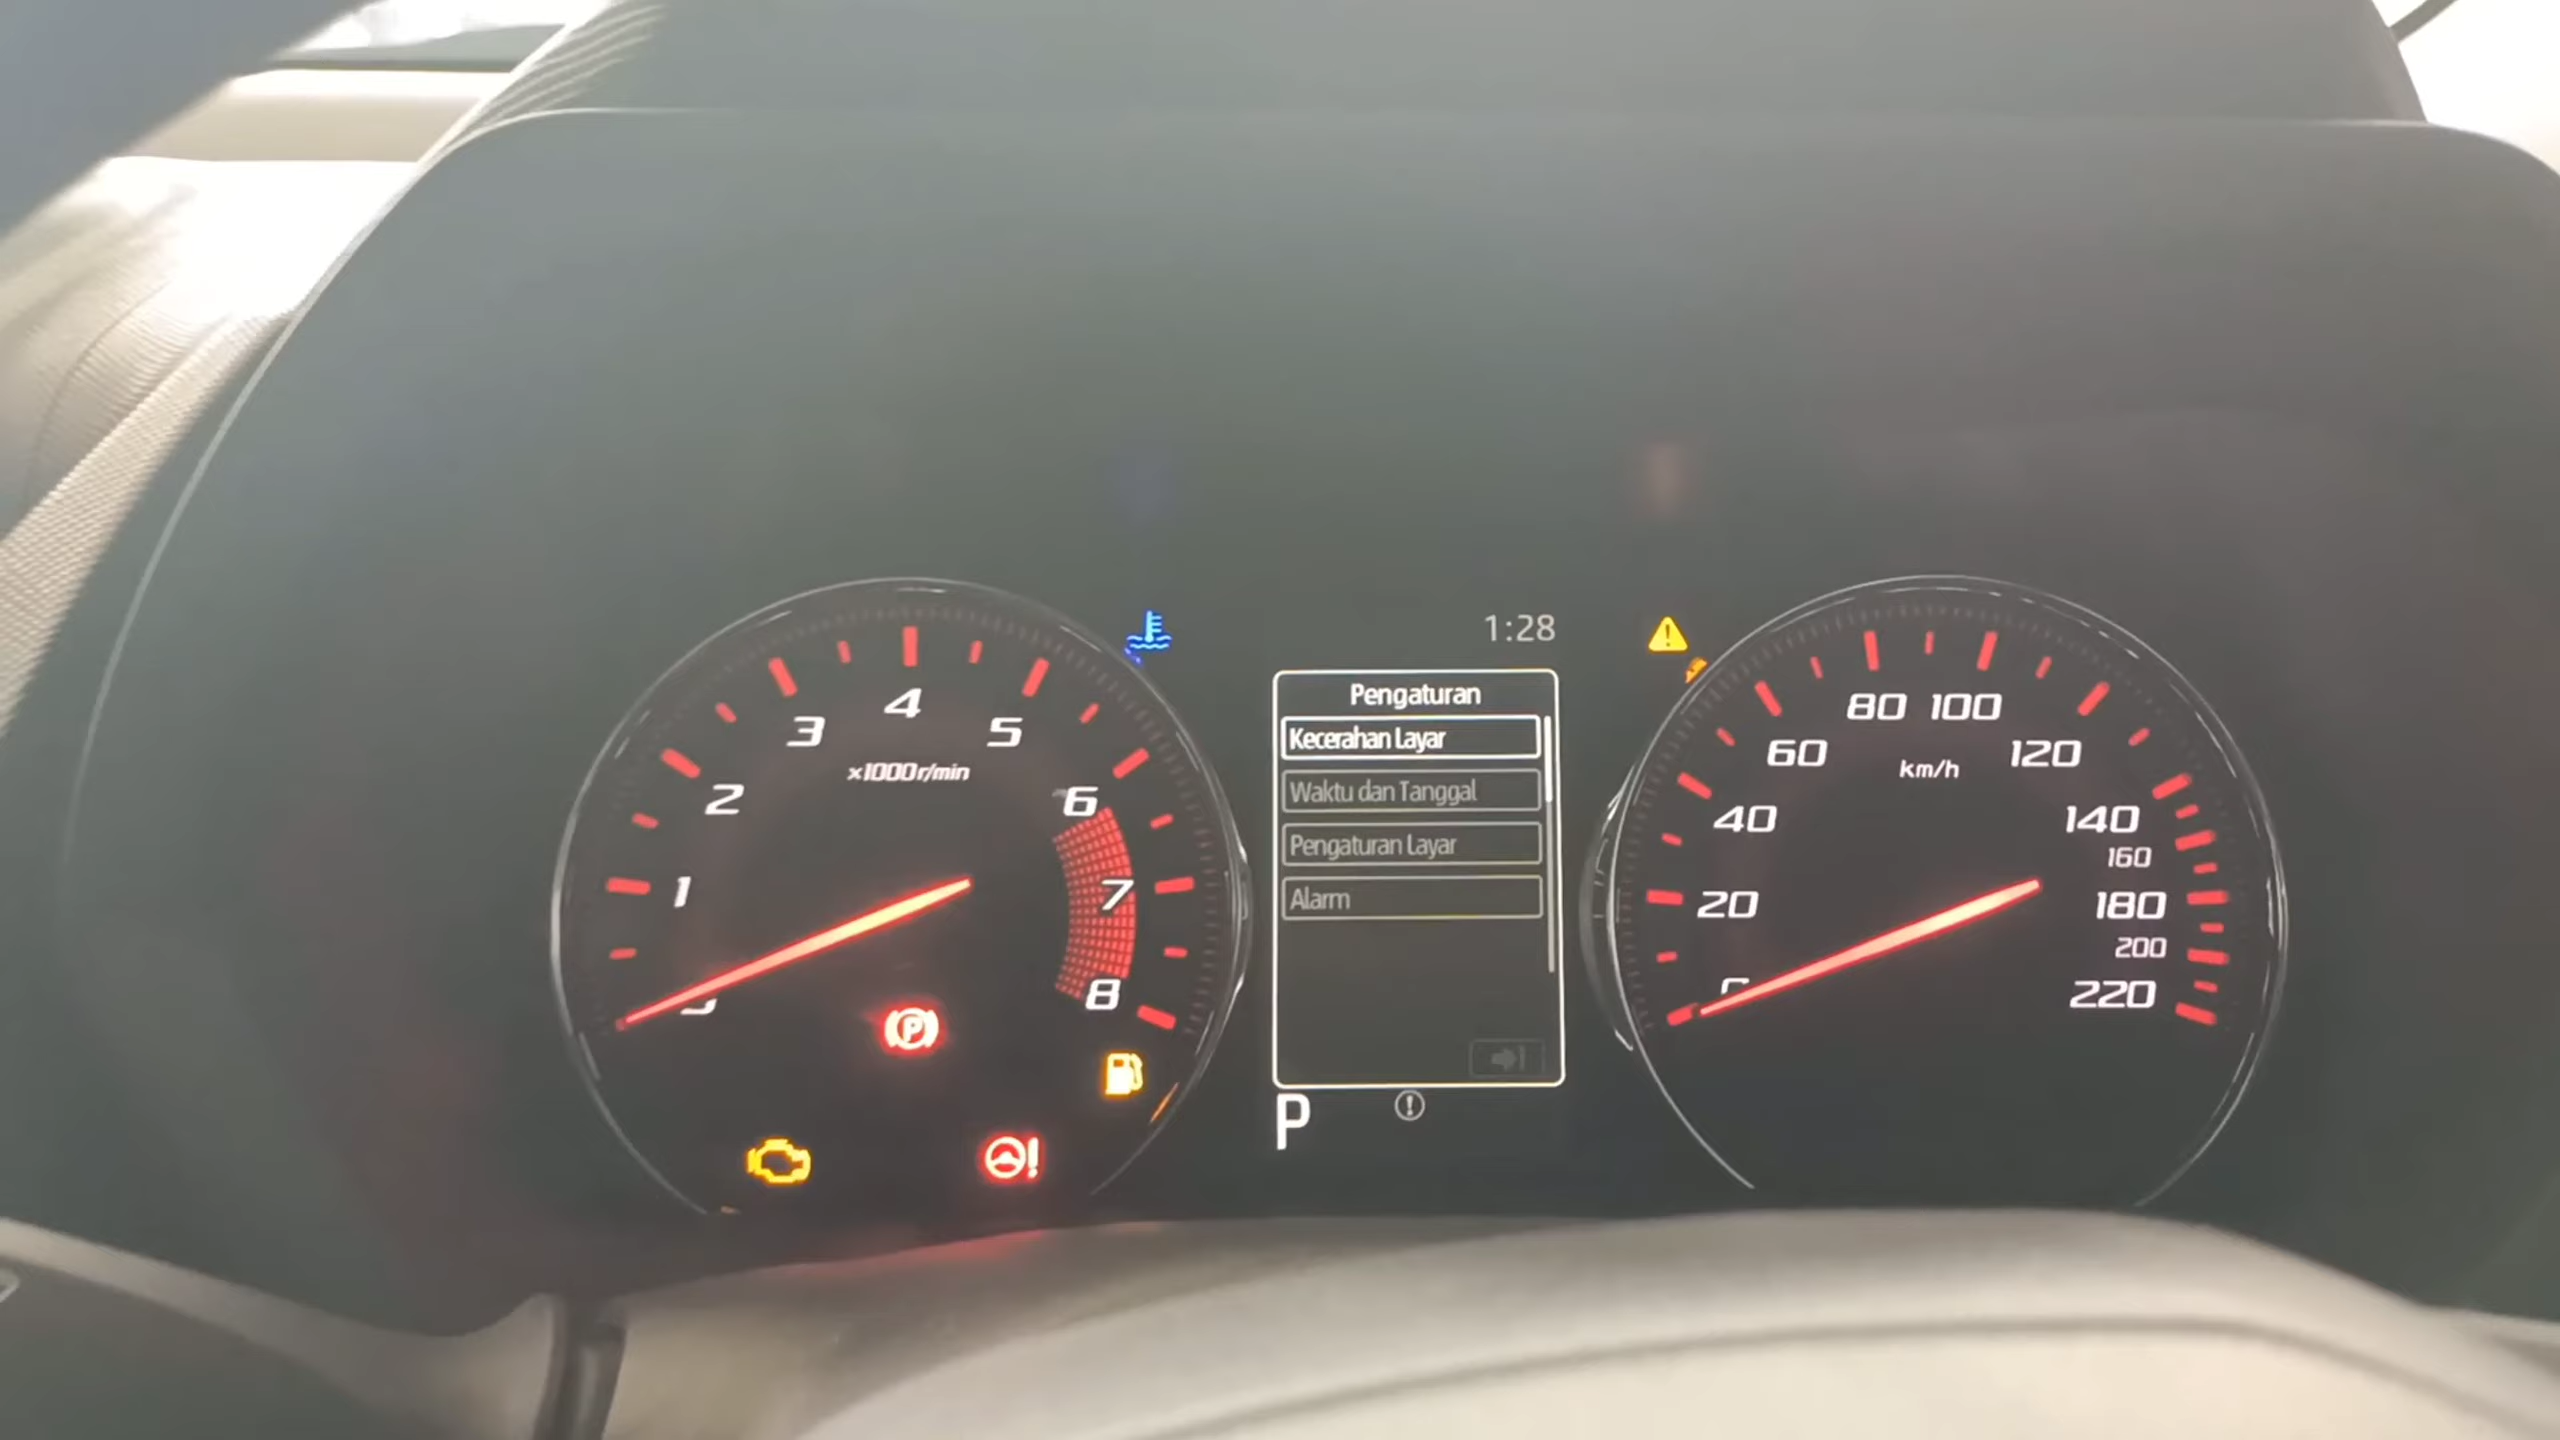 4
3
5
x1000 r/min
2
6
1
7
8
P
1:28
Pengaturan
Kecerahan Layar
Waktu dan Tanggal
Pengaturan Layar
Alarm
P
!
80 100
60
120
km/h
40
140
160
20
180
200
220